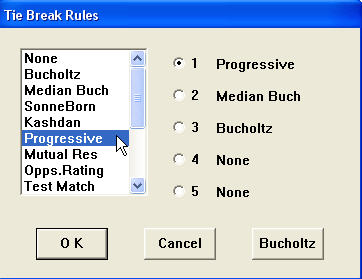 Tie Break Rules
None
Bucholtz
Median Buch
SonneBorn
Kashdan
Progressive
Mutual Res
Opps.Rating
Test Match
1 Progressive
2 Median Buch
3 Bucholtz
4 None
5 None
O K
Cancel
Bucholtz